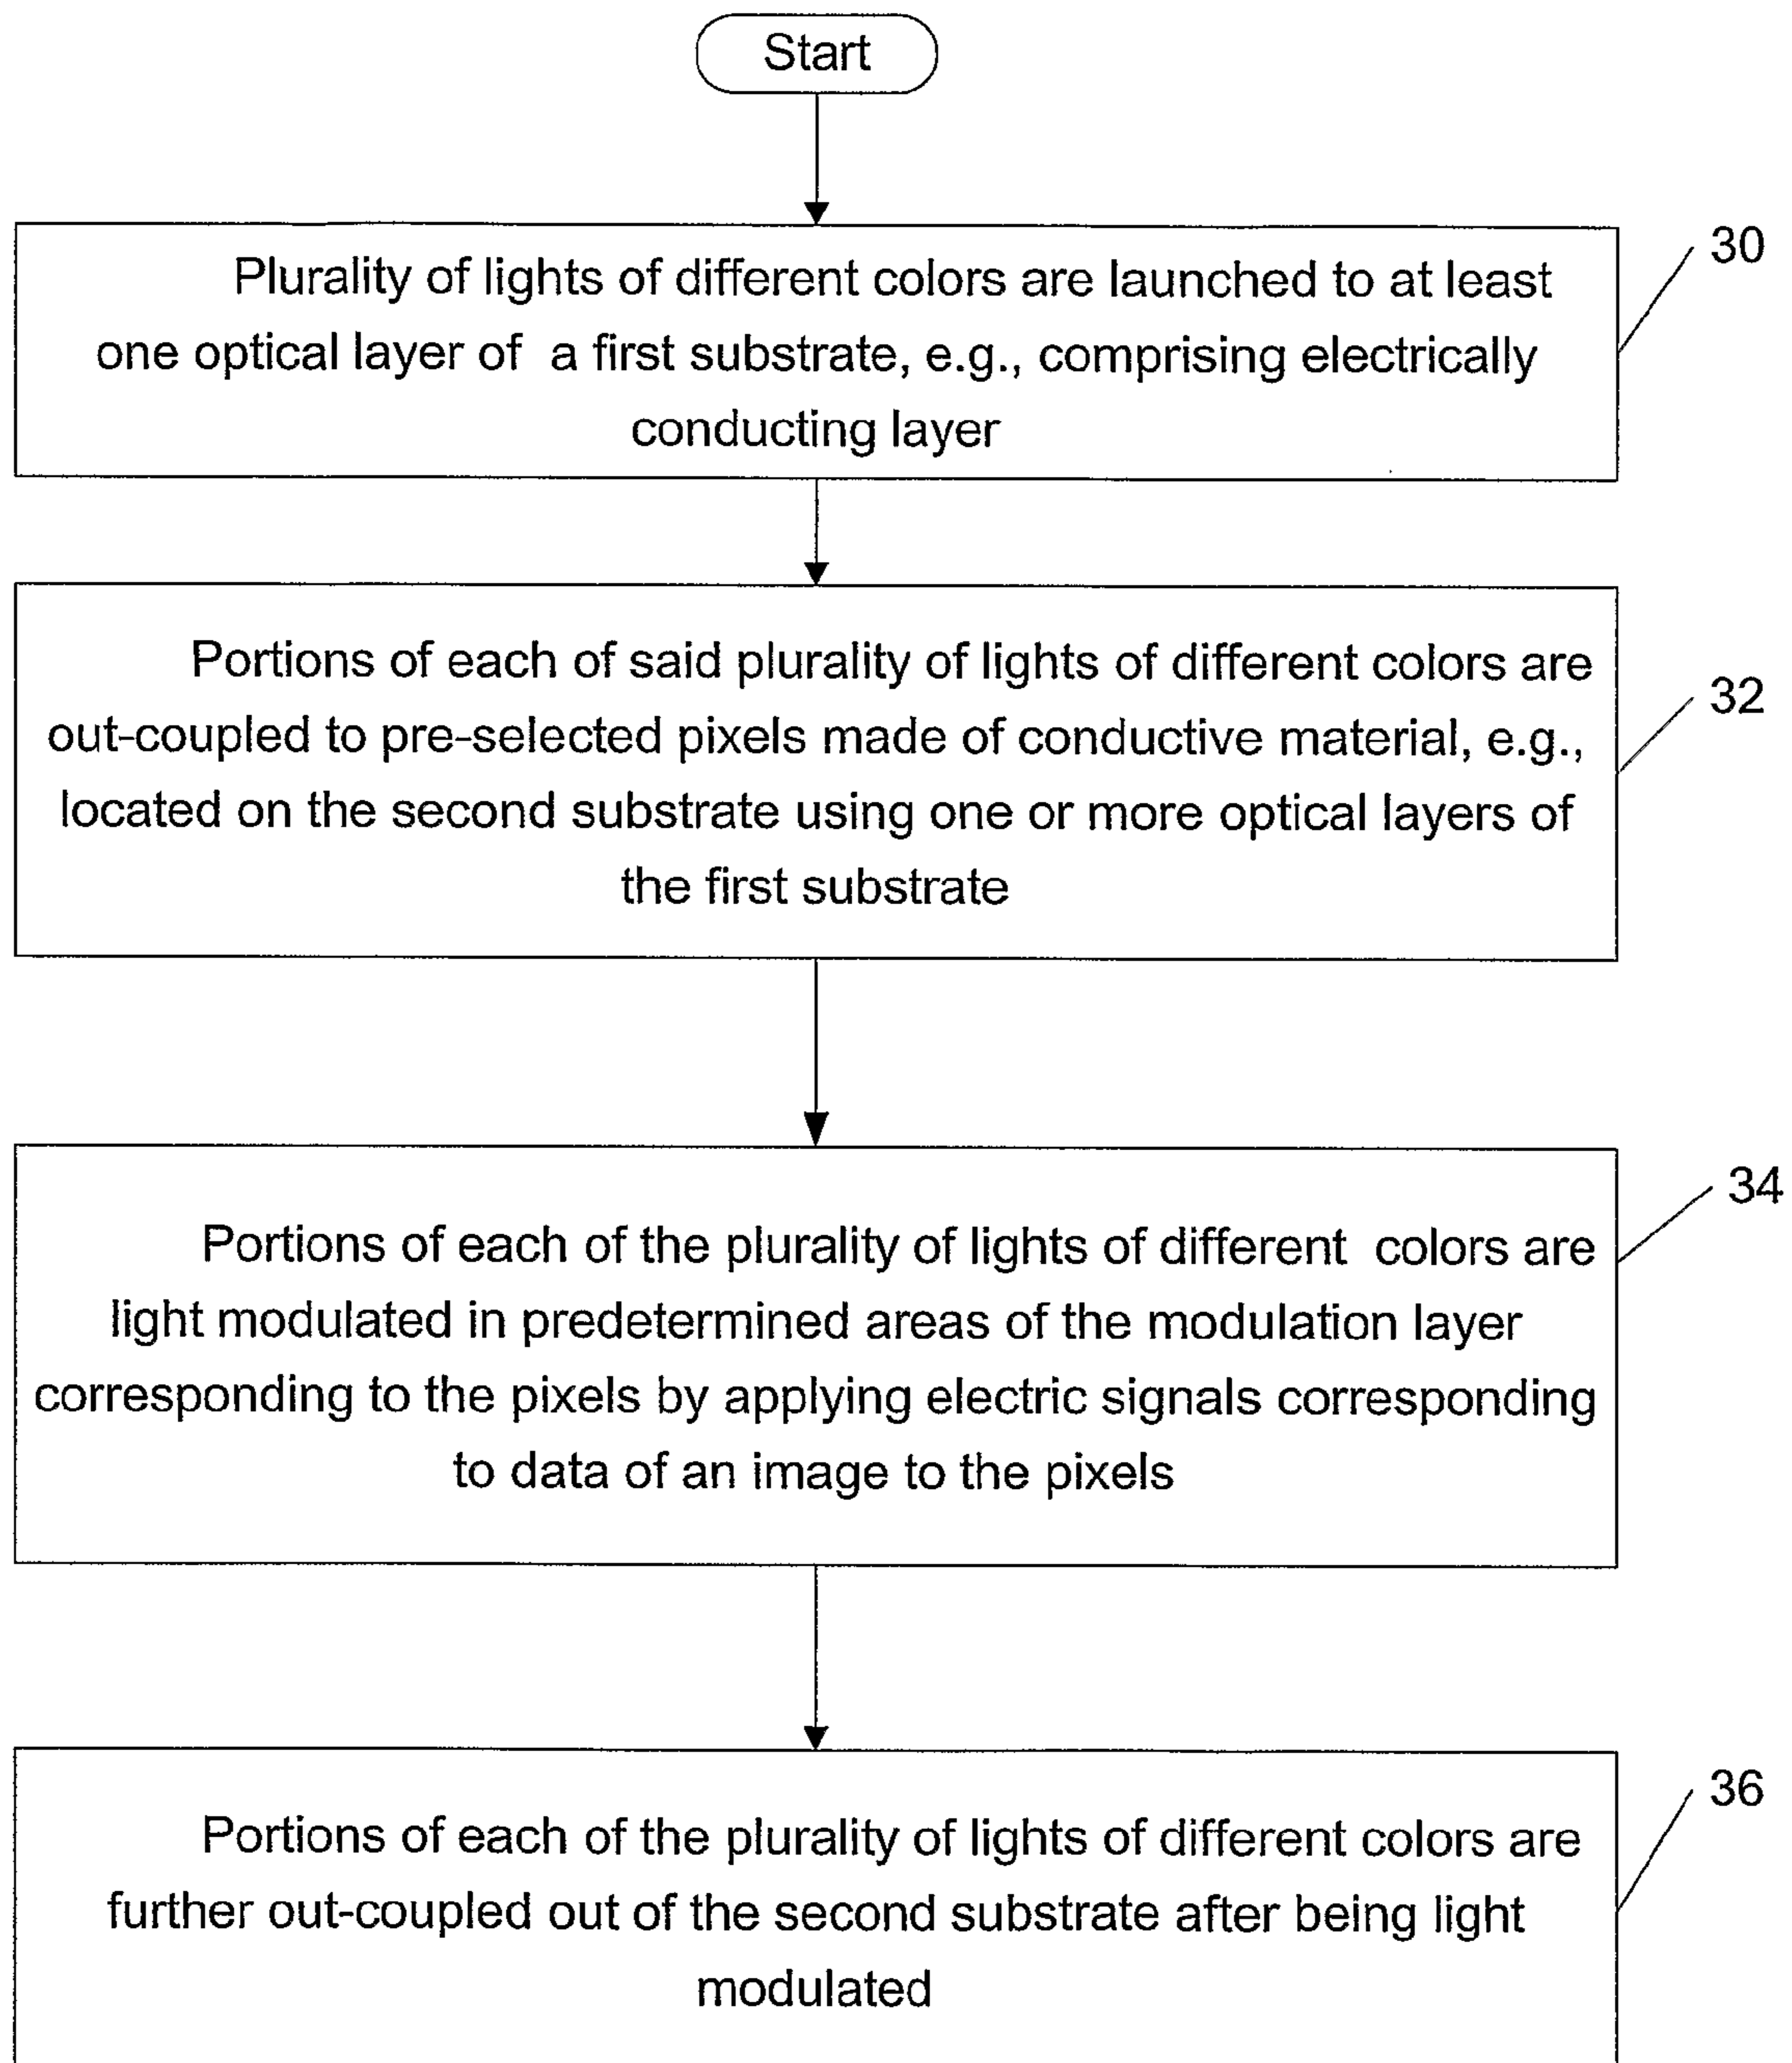 Start
Plurality of lights of different colors are launched to at least
one optical layer of a first substrate, e.g., comprising electrically
conducting layer
30
Portions of each of said plurality of lights of different colors are
out-coupled to pre-selected pixels made of conductive material, e.g.,
located on the second substrate using one or more optical layers of
the first substrate
32
Portions of each of the plurality of lights of different colors are
light modulated in predetermined areas of the modulation layer
corresponding to the pixels by applying electric signals corresponding
to data of an image to the pixels
34
Portions of each of the plurality of lights of different colors are
further out-coupled out of the second substrate after being light
modulated
36